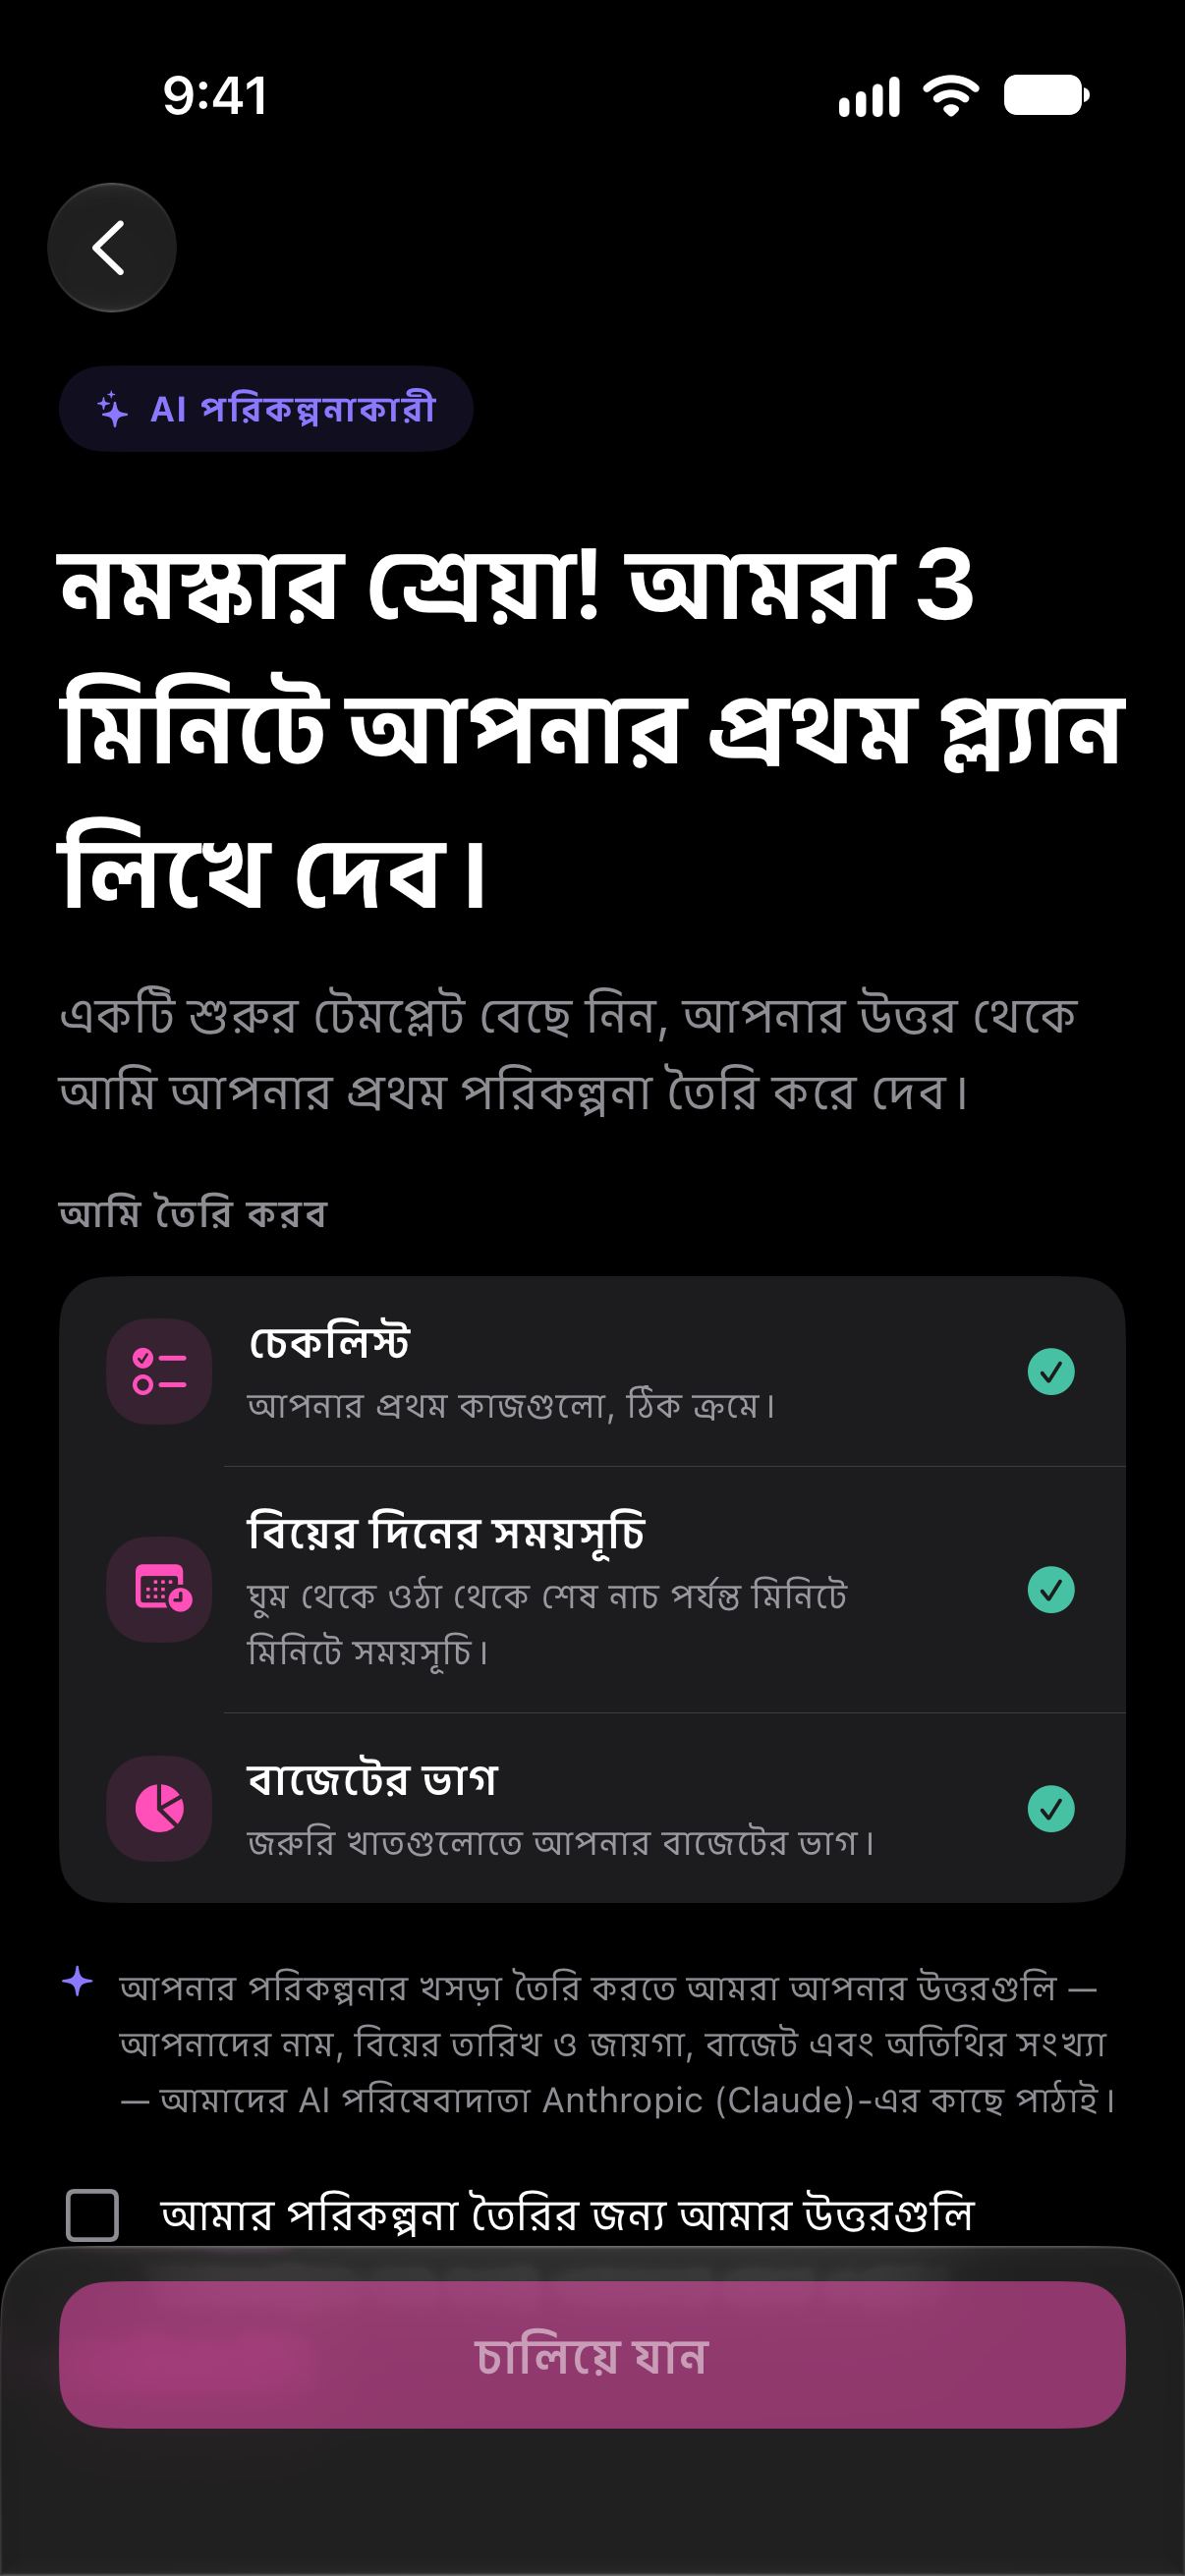 9:41
AI পরিকল্পনাকারী
নমস্কার শ্রেয়া! আমরা 3
মিনিটে আপনার প্রথম প্ল্যান
লিখে দেব।
একটি শুরুর টেমপ্লেট বেছে নিন, আপনার উত্তর থেকে
আমি আপনার প্রথম পরিকল্পনা তৈরি করে দেব।
আমি তৈরি করব
চেকলিস্ট
আপনার প্রথম কাজগুলো, ঠিক ক্রমে।
বিয়ের দিনের সময়সূচি
ঘুম থেকে ওঠা থেকে শেষ নাচ পর্যন্ত মিনিটে
মিনিটে সময়সূচি।
বাজেটের ভাগ
জরুরি খাতগুলোতে আপনার বাজেটের ভাগ।
আপনার পরিকল্পনার খসড়া তৈরি করতে আমরা আপনার উত্তরগুলি —
আপনাদের নাম, বিয়ের তারিখ ও জায়গা, বাজেট এবং অতিথির সংখ্যা
— আমাদের AI পরিষেবাদাতা Anthropic (Claude)-এর কাছে পাঠাই।
আমার পরিকল্পনা তৈরির জন্য আমার উত্তরগুলি
চালিয়ে যান